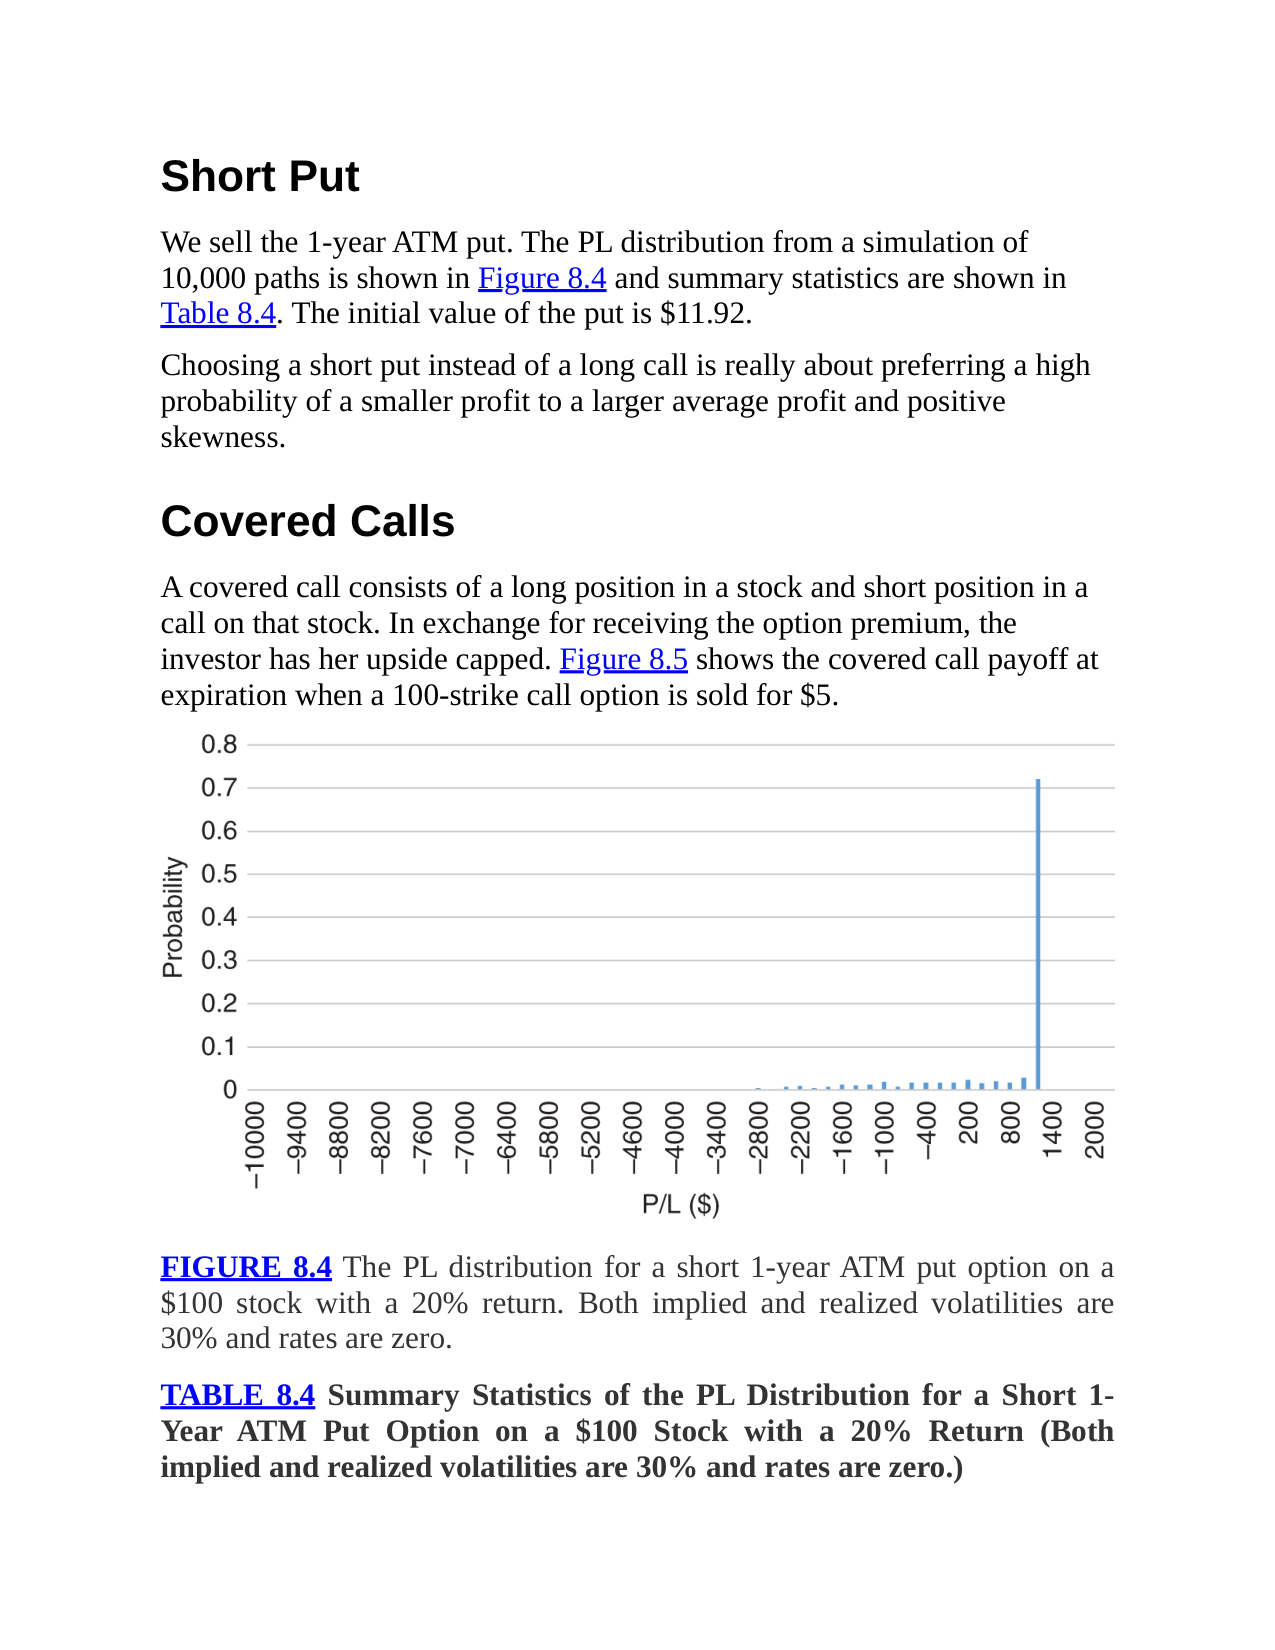 Short Put
We sell the 1-year ATM put. The PL distribution from a simulation of
10,000 paths is shown in Figure 8.4 and summary statistics are shown in
Table 8.4. The initial value of the put is $11.92.
Choosing a short put instead of a long call is really about preferring a high
probability of a smaller profit to a larger average profit and positive
skewness.
Covered Calls
A covered call consists of a long position in a stock and short position in a
call on that stock. In exchange for receiving the option premium, the
investor has her upside capped. Figure 8.5 shows the covered call payoff at
expiration when a 100-strike call option is sold for $5.
0.8
0.7
0.6
0.5
0.4
0.3
0.2
0.1
0
Probability
−10000 −9400 −8800 −8200 −7600 −7000 −6400 −5800 −5200 −4600 −4000 −3400 −2800 −2200 −1600 −1000 −400 200 800 1400 2000
P/L ($)
FIGURE 8.4 The PL distribution for a short 1-year ATM put option on a
$100 stock with a 20% return. Both implied and realized volatilities are
30% and rates are zero.
TABLE 8.4 Summary Statistics of the PL Distribution for a Short 1-
Year ATM Put Option on a $100 Stock with a 20% Return (Both
implied and realized volatilities are 30% and rates are zero.)